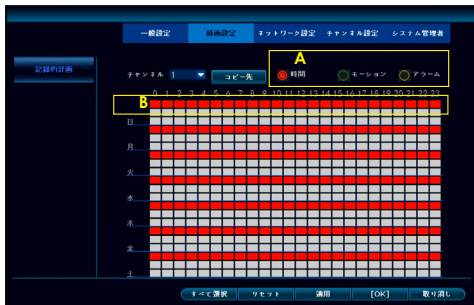 一般設定 録画設定 ネットワーク設定 チャンネル設定 システム管理者
記録的計画
A
チャンネル 1 コピー先 時間 モーション アラーム
0 1 2 3 4 5 6 7 8 9 10 11 12 13 14 15 16 17 18 19 20 21 22 23
B
日
月
火
水
木
金
土
すべて選択 リセット 適用 [OK] 取り消し